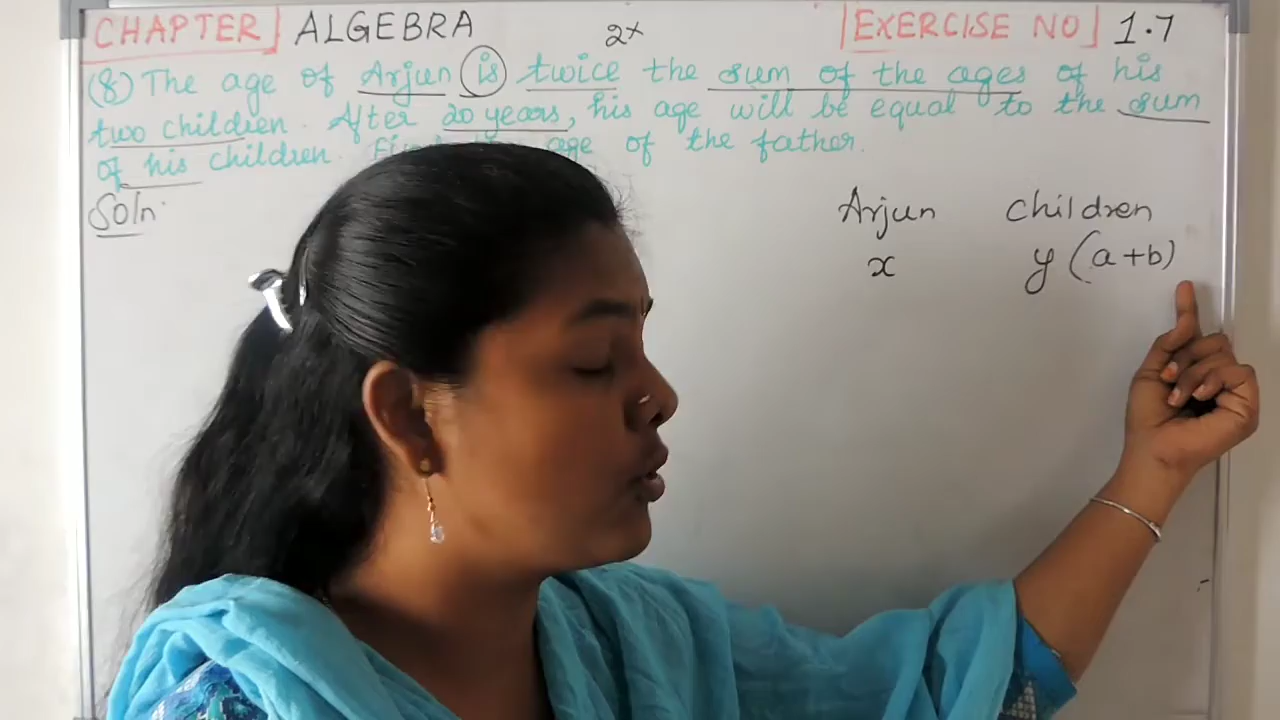 CHAPTER] ALGEBRA 2x |EXERCISE NO| 1.7
(8) The age of Arjun is twice the sum of the ages of his
two children. After 20 years, his age will be equal to the sum
of his children. age of the father.
Soln.
Arjun Children
x y (a+b)